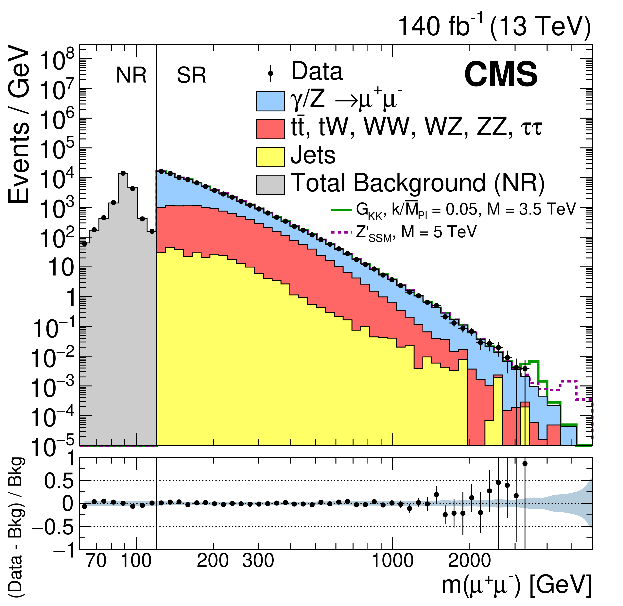 140 fb⁻¹ (13 TeV)
Events / GeV
10⁸
10⁷
10⁶
10⁵
10⁴
10³
10²
10
1
10⁻¹
10⁻²
10⁻³
10⁻⁴
10⁻⁵
NR
SR
CMS
Data
γ/Z →μ⁺μ⁻
tt̄, tW, WW, WZ, ZZ, ττ
Jets
Total Background (NR)
G_KK, k/M̄_Pl = 0.05, M = 3.5 TeV
Z'_SSM, M = 5 TeV
(Data - Bkg) / Bkg
1
0.5
0
−0.5
−1
70 100 200 300 1000 2000
m(μ⁺μ⁻) [GeV]